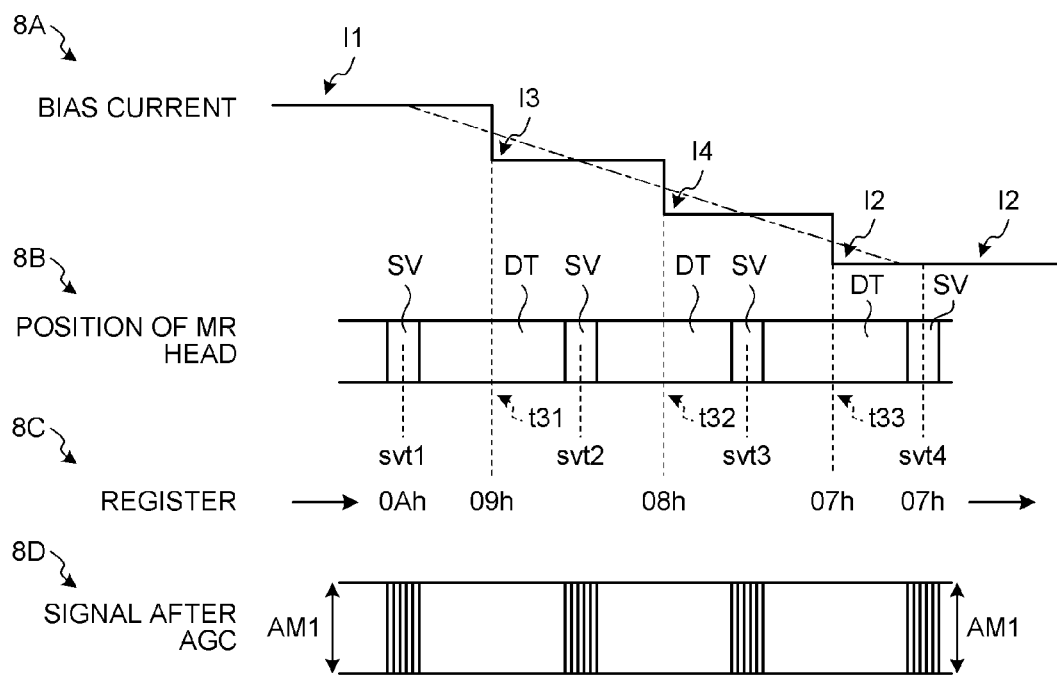 8A
I1
BIAS CURRENT
I3
I4
I2
I2
8B
SV
DT
SV
DT
SV
DT
SV
POSITION OF MR
HEAD
t31
t32
t33
8C
svt1
svt2
svt3
svt4
REGISTER
0Ah
09h
08h
07h
07h
8D
SIGNAL AFTER
AGC
AM1
AM1